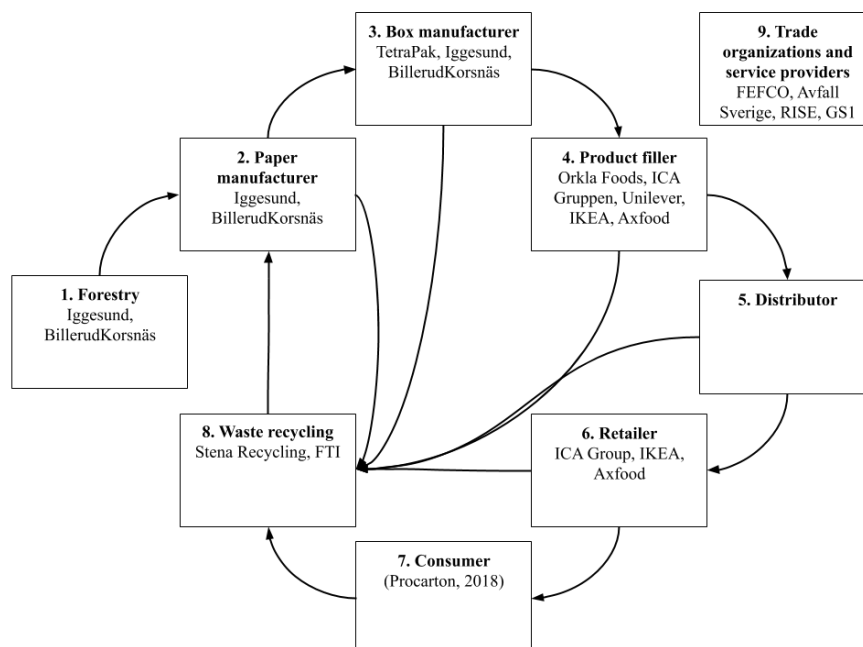 3. Box manufacturer
TetraPak, Iggesund,
BillerudKorsnäs
9. Trade
organizations and
service providers
FEFCO, Avfall
Sverige, RISE, GS1
2. Paper
manufacturer
Iggesund,
BillerudKorsnäs
4. Product filler
Orkla Foods, ICA
Gruppen, Unilever,
IKEA, Axfood
1. Forestry
Iggesund,
BillerudKorsnäs
5. Distributor
8. Waste recycling
Stena Recycling, FTI
6. Retailer
ICA Group, IKEA,
Axfood
7. Consumer
(Procarton, 2018)